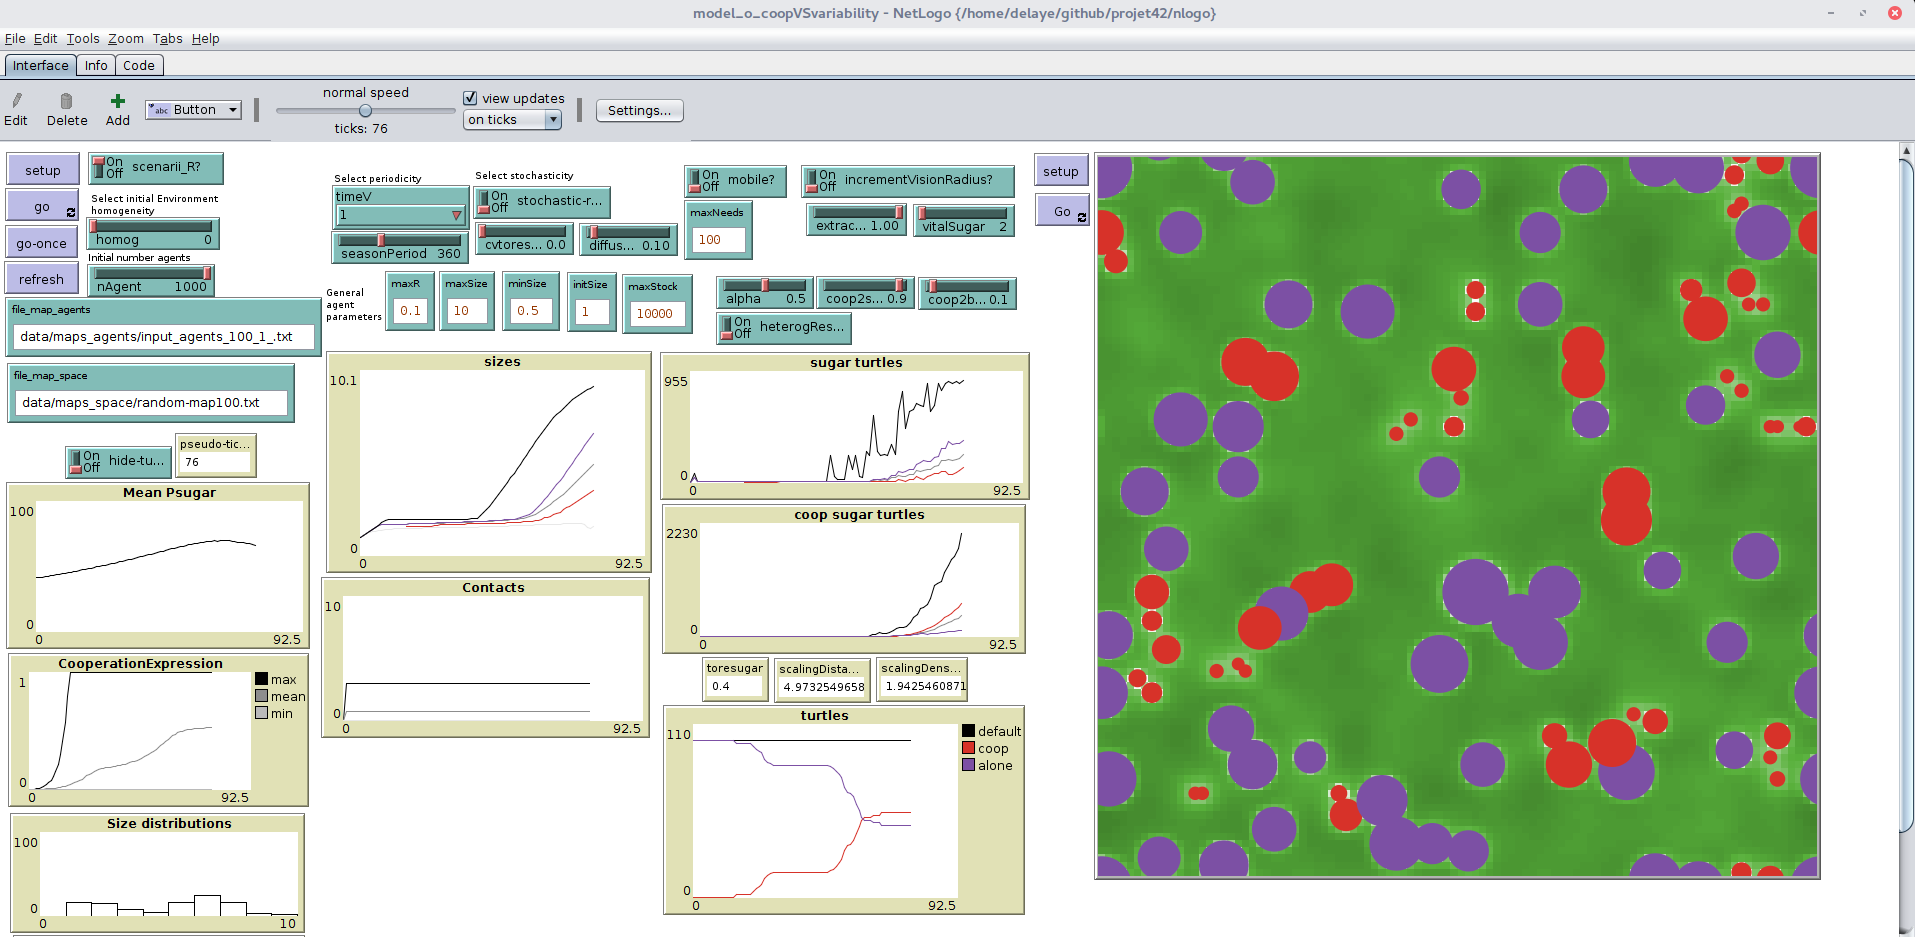 model_o_coopVSvariability - NetLogo {/home/delaye/github/projet42/nlogo}
File Edit Tools Zoom Tabs Help
Interface Info Code
Edit
Delete
Add
abc Button
normal speed
ticks: 76
view updates
on ticks
Settings...
setup
On
Off
scenarii_R?
go
Select initial Environment
homogeneity
homog 0
go-once
Initial number agents
nAgent 1000
refresh
file_map_agents
data/maps_agents/input_agents_100_1_.txt
file_map_space
data/maps_space/random-map100.txt
On
Off
hide-tu...
pseudo-tic...
76
Select periodicity
timeV
1
seasonPeriod 360
Select stochasticity
On
Off
stochastic-r...
cvtores... 0.0
diffus... 0.10
On
Off
mobile?
maxNeeds
100
On
Off
incrementVisionRadius?
extrac... 1.00
vitalSugar 2
General
agent
parameters
maxR
0.1
maxSize
10
minSize
0.5
initSize
1
maxStock
10000
alpha 0.5
coop2s... 0.9
coop2b... 0.1
On
Off
heterogRes...
setup
Go
Mean Psugar
100
0
0 92.5
CooperationExpression
1
0
0 92.5
max
mean
min
Size distributions
100
0
0 10
sizes
10.1
0
0 92.5
Contacts
10
0
0 92.5
sugar turtles
955
0
0 92.5
coop sugar turtles
2230
0
0 92.5
toresugar
0.4
scalingDista...
4.9732549658
scalingDens...
1.9425460871
turtles
110
0
0 92.5
default
coop
alone